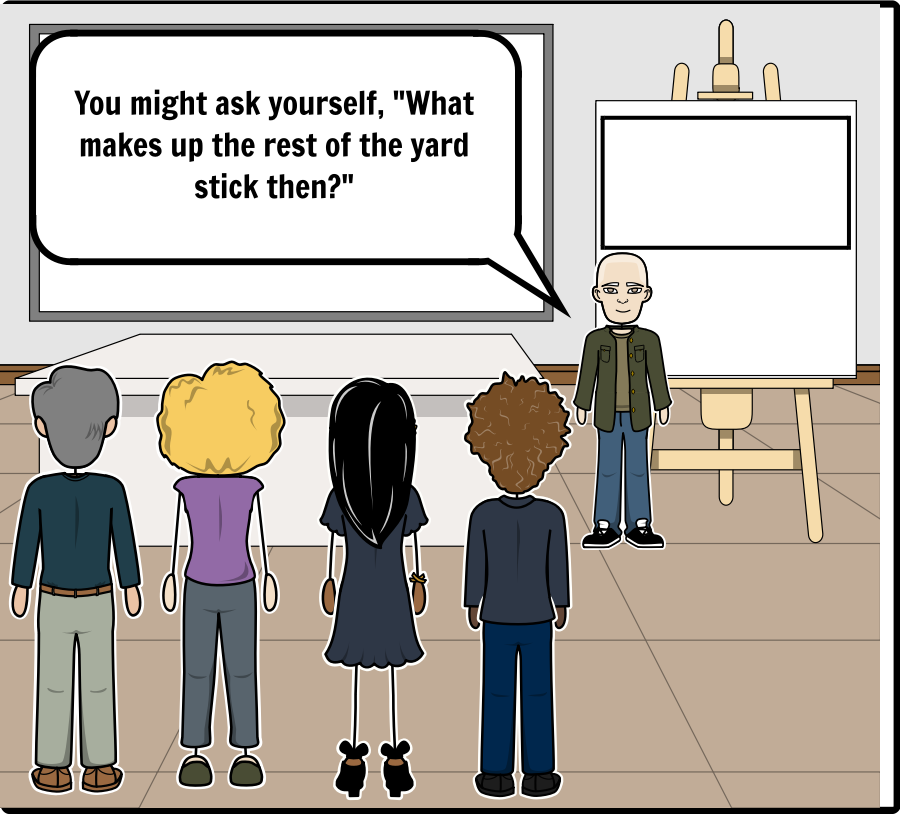 You might ask yourself, "What
makes up the rest of the yard
stick then?"